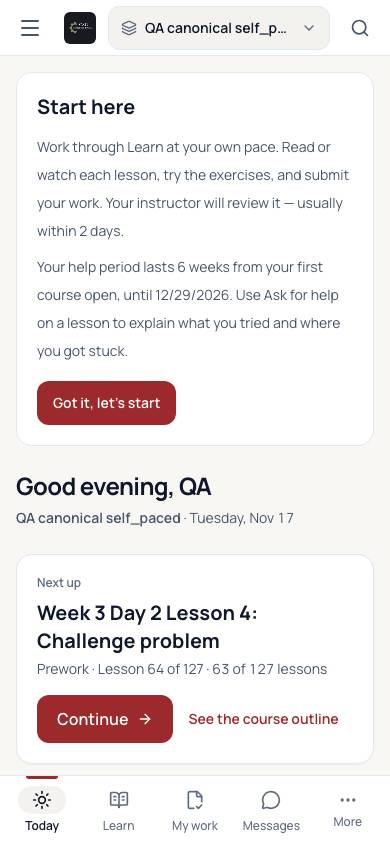 QA canonical self_p...
Start here
Work through Learn at your own pace. Read or
watch each lesson, try the exercises, and submit
your work. Your instructor will review it — usually
within 2 days.
Your help period lasts 6 weeks from your first
course open, until 12/29/2026. Use Ask for help
on a lesson to explain what you tried and where
you got stuck.
Got it, let's start
Good evening, QA
QA canonical self_paced · Tuesday, Nov 17
Next up
Week 3 Day 2 Lesson 4:
Challenge problem
Prework · Lesson 64 of 127 · 63 of 127 lessons
Continue →
See the course outline
Today
Learn
My work
Messages
More